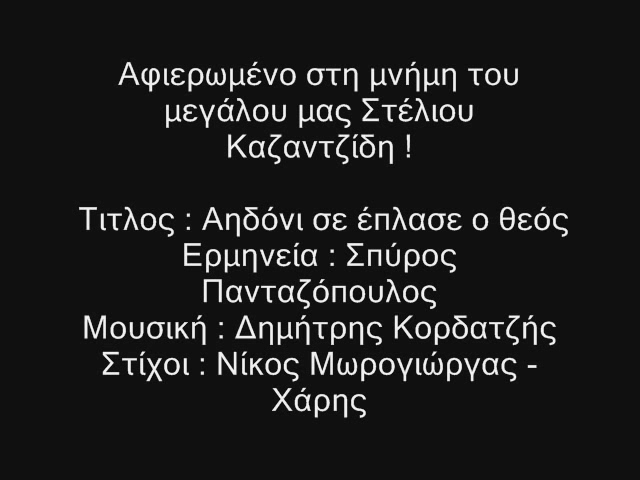 Αφιερωμένο στη μνήμη του
μεγάλου μας Στέλιου
Καζαντζίδη !
Τιτλος : Αηδόνι σε έπλασε ο θεός
Ερμηνεία : Σπύρος
Πανταζόπουλος
Μουσική : Δημήτρης Κορδατζής
Στίχοι : Νίκος Μωρογιώργας -
Χάρης